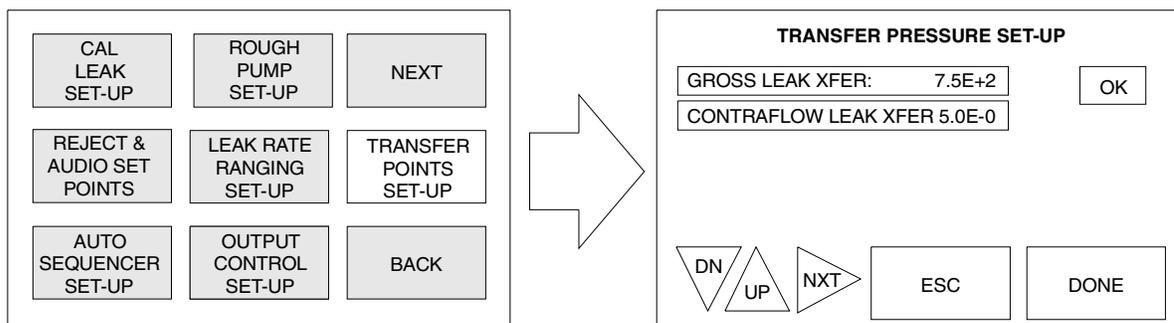 CAL
LEAK
SET-UP
ROUGH
PUMP
SET-UP
NEXT
REJECT &
AUDIO SET
POINTS
LEAK RATE
RANGING
SET-UP
TRANSFER
POINTS
SET-UP
AUTO
SEQUENCER
SET-UP
OUTPUT
CONTROL
SET-UP
BACK
TRANSFER PRESSURE SET-UP
GROSS LEAK XFER: 7.5E+2
OK
CONTRAFLOW LEAK XFER 5.0E-0
DN
UP
NXT
ESC
DONE